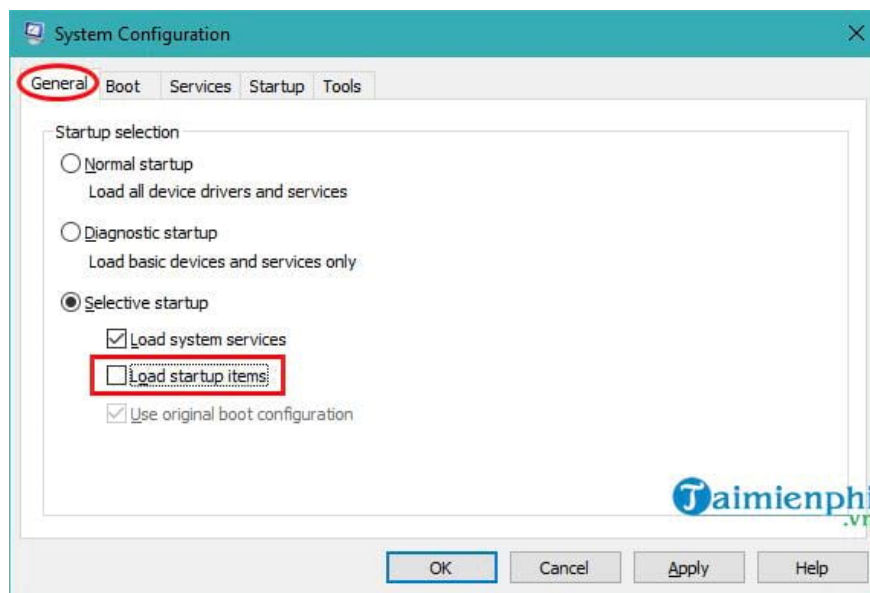 System Configuration
General Boot Services Startup Tools
Startup selection
Normal startup
Load all device drivers and services
Diagnostic startup
Load basic devices and services only
Selective startup
Load system services
Load startup items
Use original boot configuration
Taimienphi
.vn
OK Cancel Apply Help